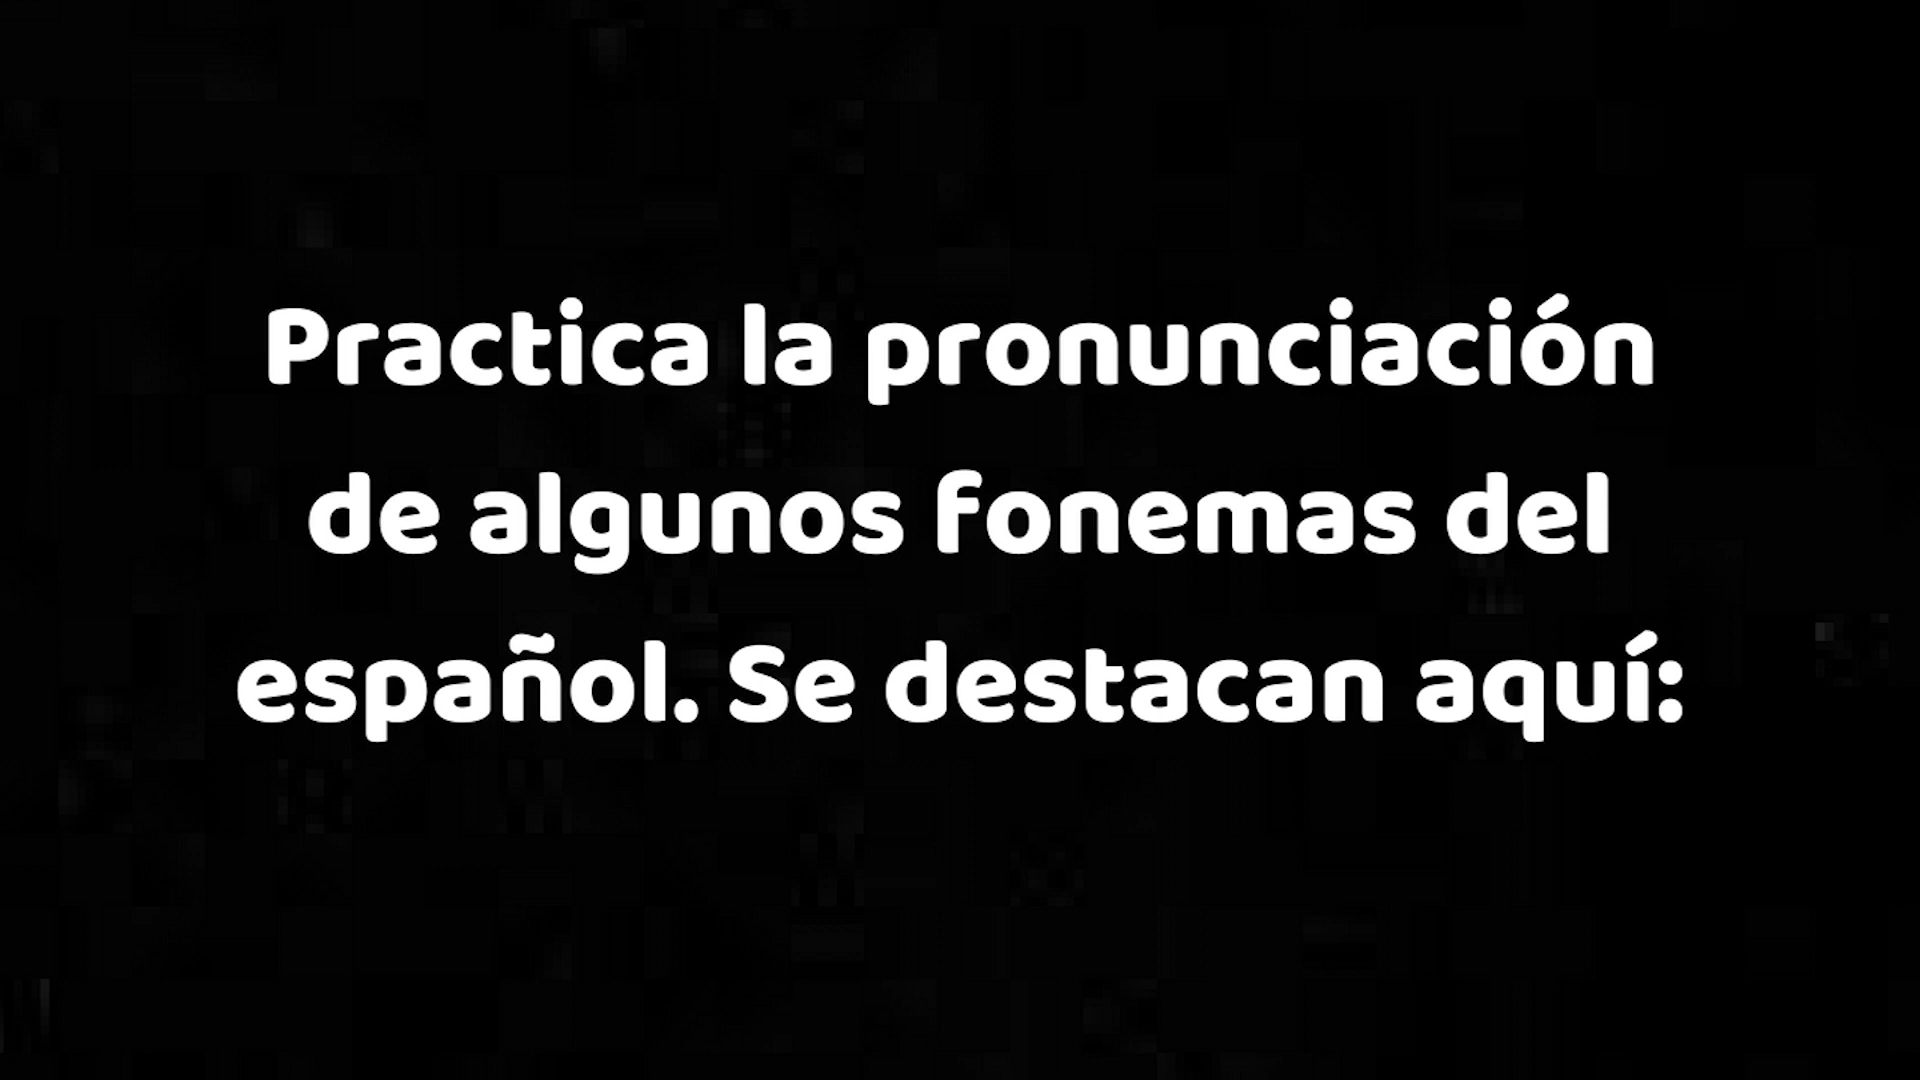 Practica la pronunciación
de algunos fonemas del
español. Se destacan aquí: